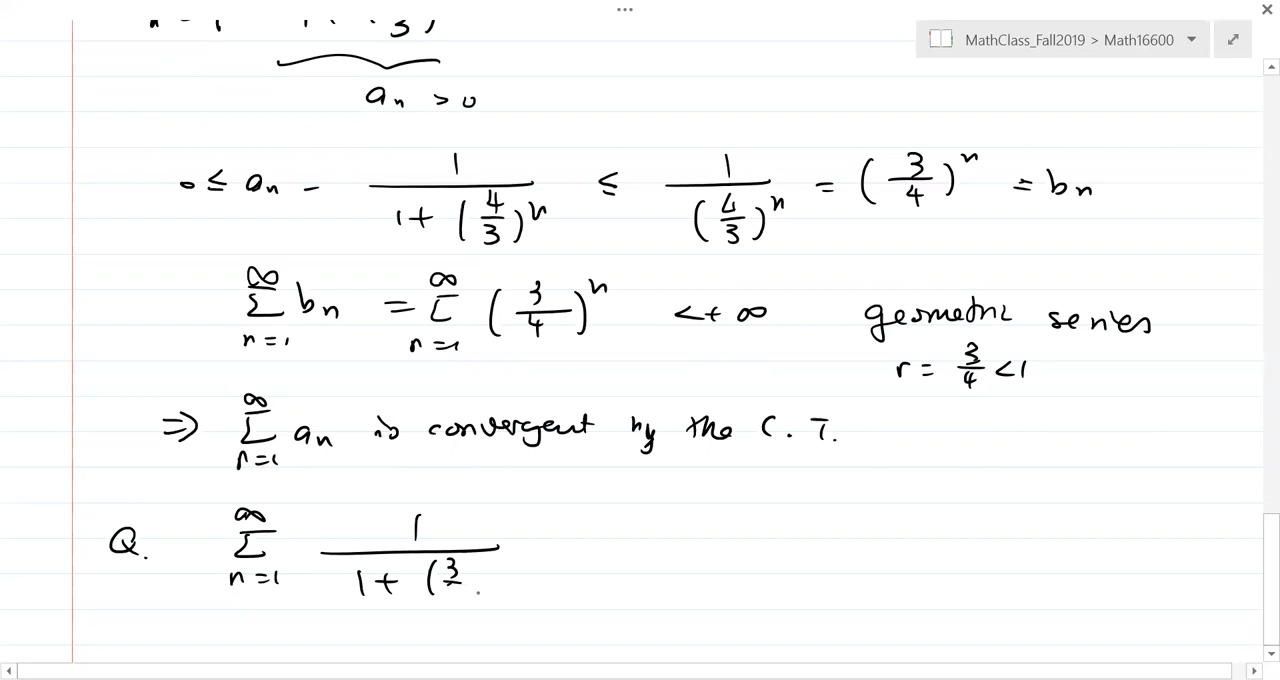 MathClass_Fall2019 > Math16600
3)
aₙ > 0
0 ≤ aₙ - 1/(1 + (4/3)ⁿ) ≤ 1/(4/3)ⁿ = (3/4)ⁿ = bₙ
∞ Σ n=1 bₙ = ∞ Σ n=1 (3/4)ⁿ < + ∞ geometric series
r = 3/4 < 1
⇒ ∞ Σ n=1 aₙ is convergent by the C. T.
Q. ∞ Σ n=1 1/(1 + (3